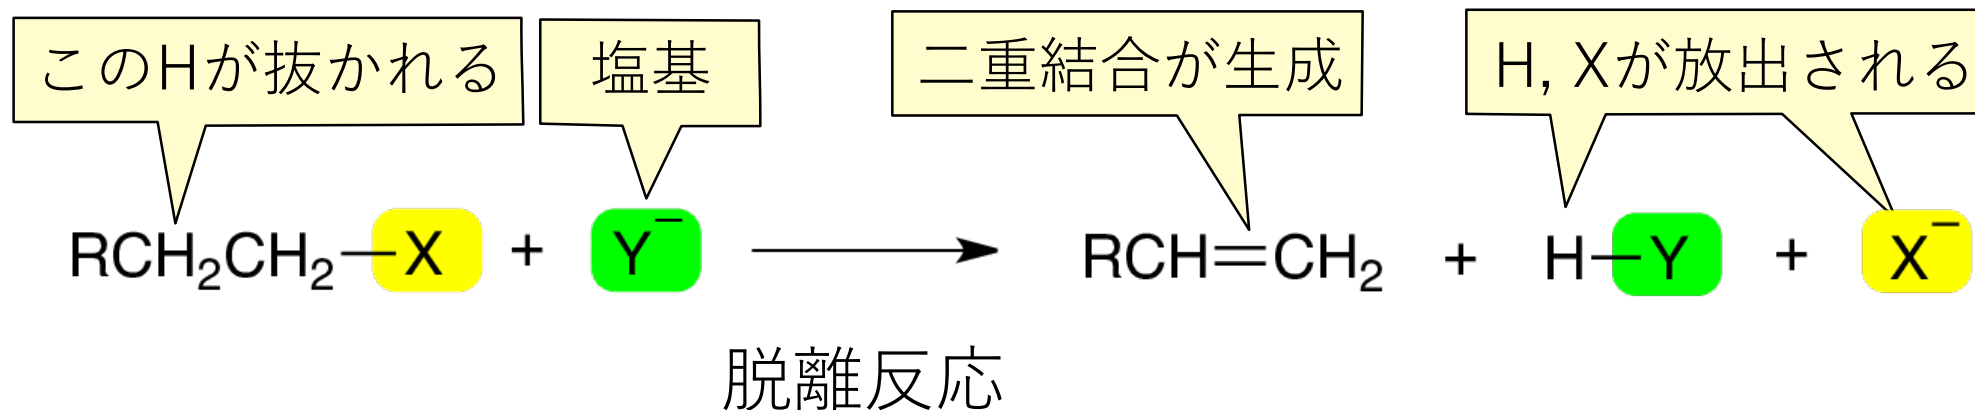 このHが抜かれる 塩基 二重結合が生成 H, Xが放出される
RCH₂CH₂—X + Y⁻ ⟶ RCH=CH₂ + H—Y + X⁻
脱離反応